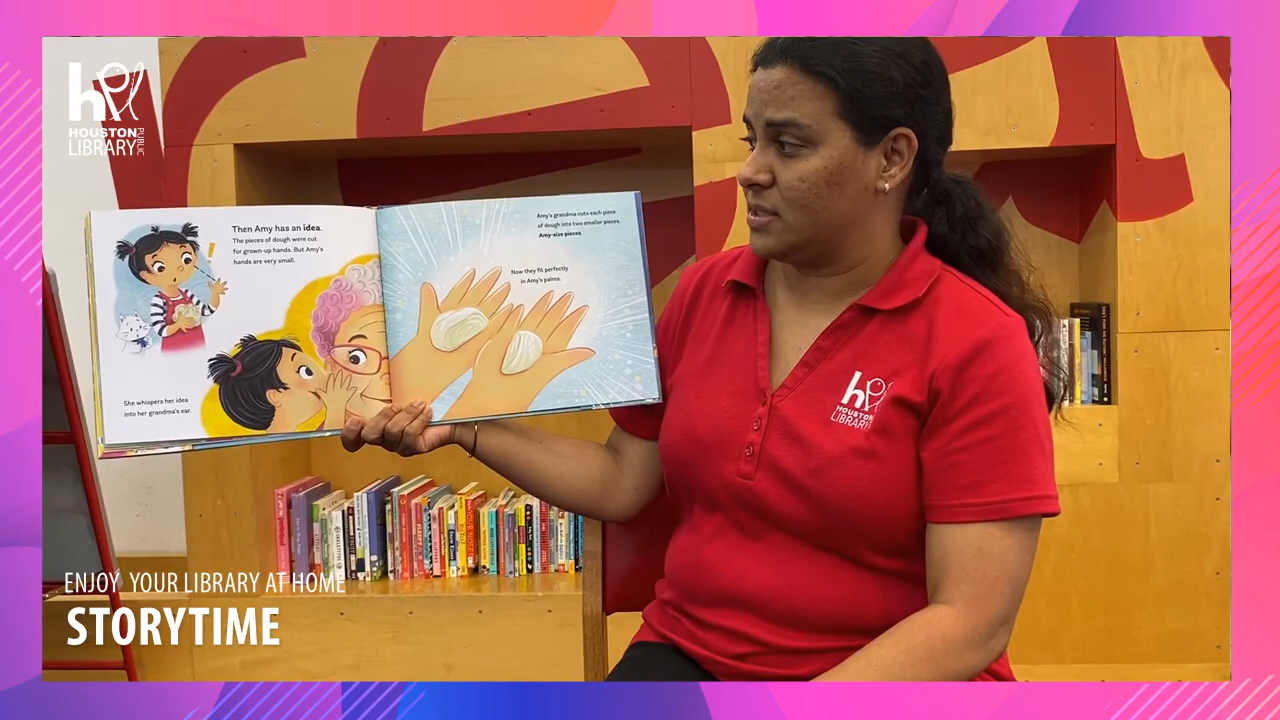 hpl
HOUSTON
LIBRARY
PUBLIC
Then Amy has an idea.
The pieces of dough were cut
for grown-up hands. But Amy's
hands are very small.
She whispers her idea
into her grandma's ear.
Amy's grandma cuts each piece
of dough into two smaller pieces.
Amy-size pieces.
Now they fit perfectly
in Amy's palms.
hpl
HOUSTON
LIBRARY
ENJOY YOUR LIBRARY AT HOME
STORYTIME